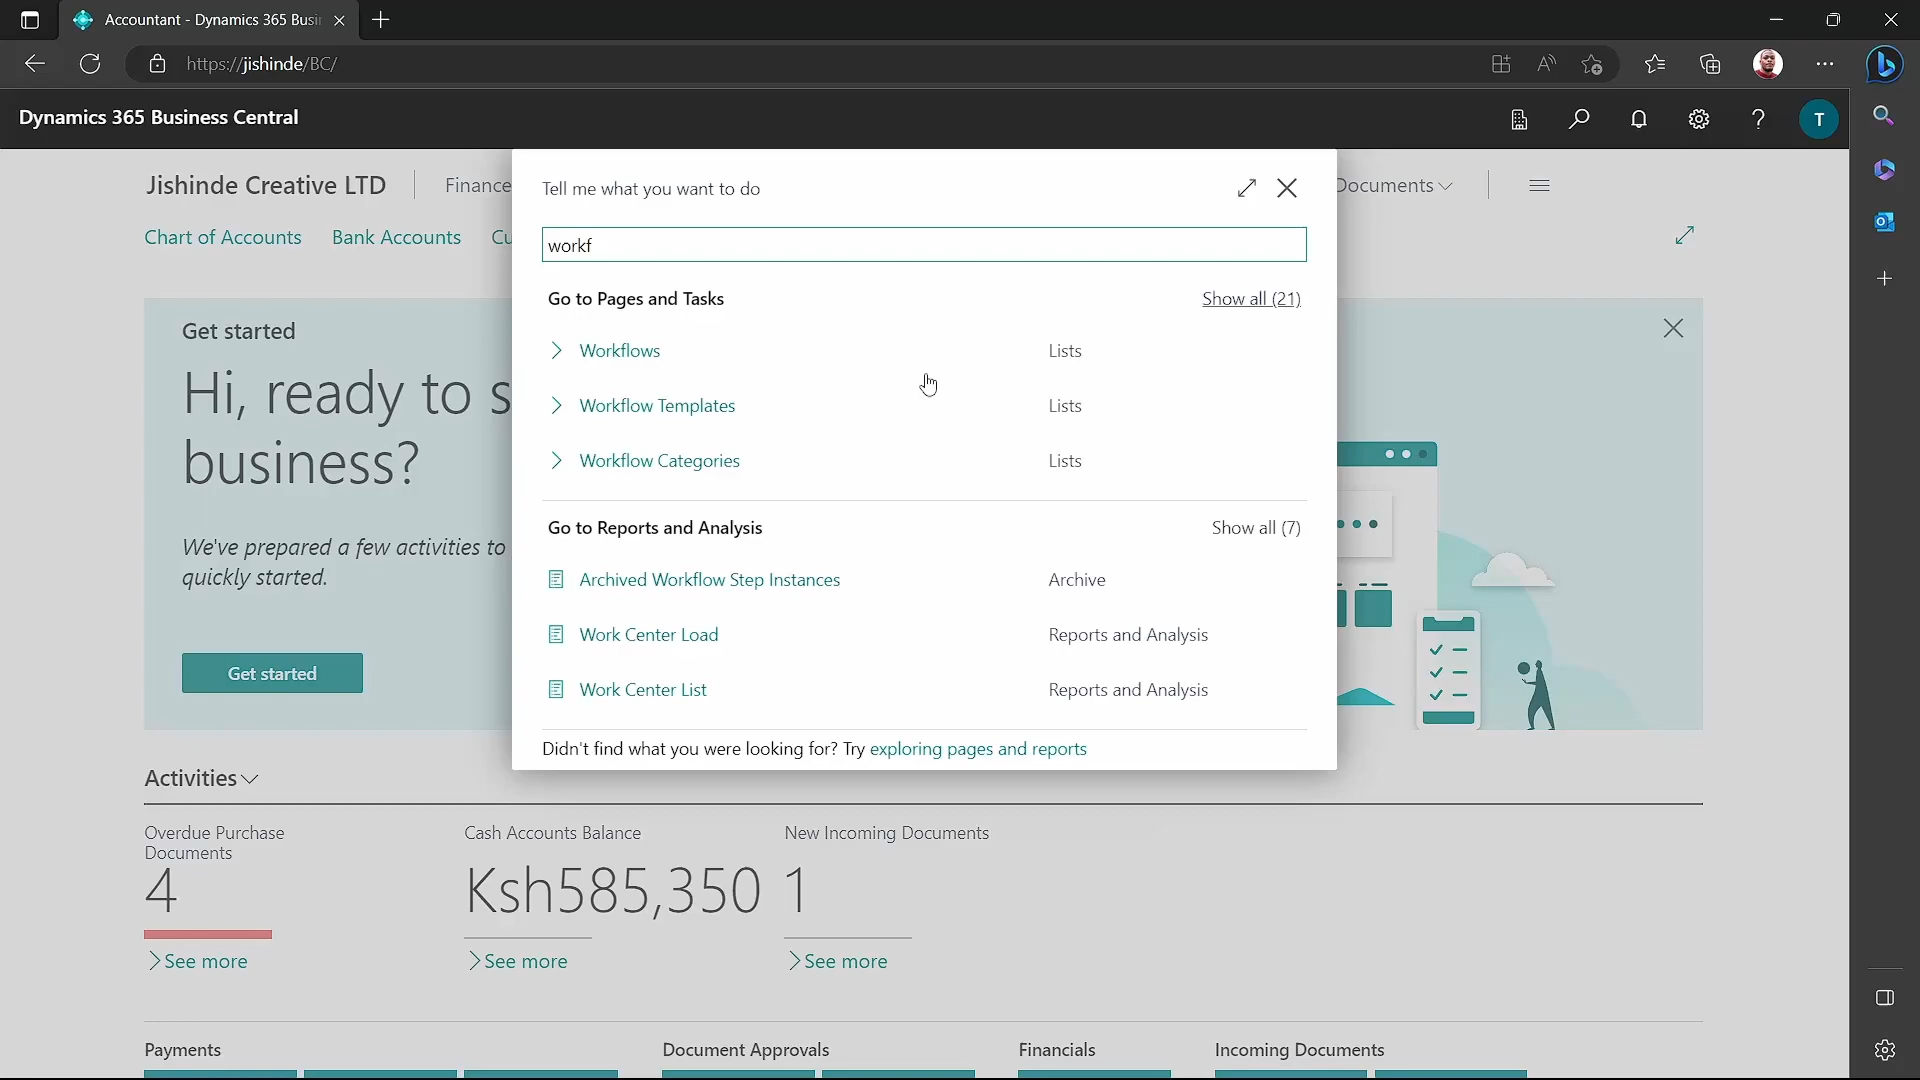 Accountant - Dynamics 365 Busi
https://jishinde/BC/
Dynamics 365 Business Central
T
Jishinde Creative LTD
Finance
Documents
Chart of Accounts
Bank Accounts
Cu
Tell me what you want to do
workf
Go to Pages and Tasks
Show all (21)
Workflows
Lists
Workflow Templates
Lists
Workflow Categories
Lists
Go to Reports and Analysis
Show all (7)
Archived Workflow Step Instances
Archive
Work Center Load
Reports and Analysis
Work Center List
Reports and Analysis
Didn't find what you were looking for? Try exploring pages and reports
Get started
Hi, ready to s
business?
We've prepared a few activities to
quickly started.
Get started
Activities
Overdue Purchase
Documents
4
See more
Cash Accounts Balance
Ksh585,350
See more
New Incoming Documents
1
See more
Payments
Document Approvals
Financials
Incoming Documents